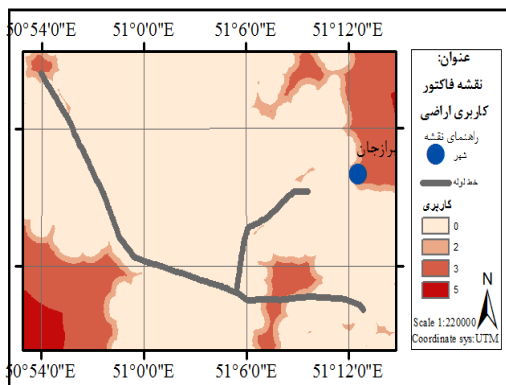 50°54'0"E 51°0'0"E 51°6'0"E 51°12'0"E
عنوان:
نقشه فاکتور
کاربری اراضی
راهنمای نقشه
شهر
خط لوله
کاربری
0
2
3
5
N
Scale 1:220000
Coordinate sys:UTM
برازجان
50°54'0"E 51°0'0"E 51°6'0"E 51°12'0"E